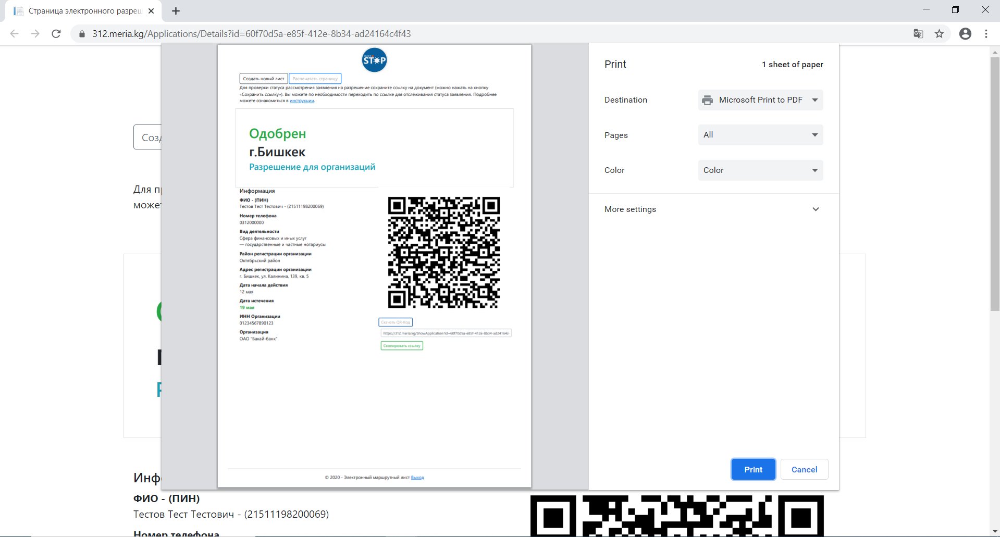 Страница электронного разреш
312.meria.kg/Applications/Details?id=60f70d5a-e85f-412e-8b34-ad24164c4f43
STOP
Создать новый лист
Распечатать страницу
Для проверки статуса рассмотрения заявления на разрешение сохраните ссылку на документ (можно нажать на кнопку
«Сохранить ссылку»). Вы можете по необходимости переходить по ссылке для отслеживания статуса заявления. Подробнее
можете ознакомиться в инструкции.
Одобрен
г.Бишкек
Разрешение для организаций
Информация
ФИО - (ПИН)
Тестов Тест Тестович - (21511198200069)
Номер телефона
0312000000
Вид деятельности
Сфера финансовых и иных услуг
— государственные и частные нотариусы
Район регистрации организации
Октябрьский район
Адрес регистрации организации
г. Бишкек, ул. Калинина, 139, кв. 5
Дата начала действия
12 мая
Дата истечения
19 мая
ИНН Организации
01234567890123
Организация
ОАО "Бакай-банк"
Скачать QR-Код
https://312.meria.kg/ShowApplication?id=60f70d5a-e85f-412e-8b34-ad24164c
Скопировать ссылку
© 2020 - Электронный маршрутный лист Выход
Print
1 sheet of paper
Destination
Microsoft Print to PDF
Pages
All
Color
Color
More settings
Print
Cancel
Созд
Для п
може
Инф
ФИО - (ПИН)
Тестов Тест Тестович - (21511198200069)
Номер телефона